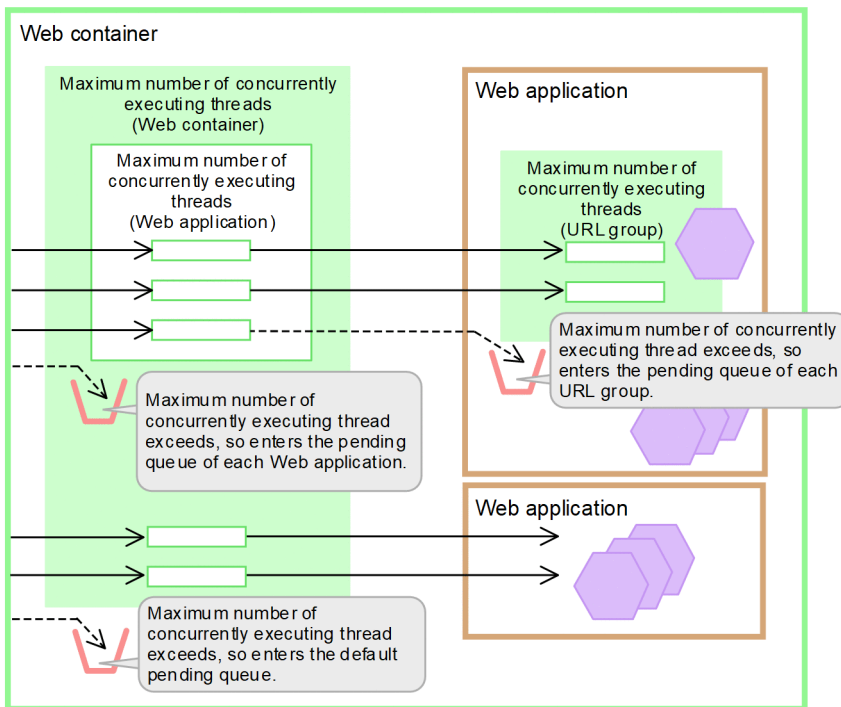 Web container
Maximum number of concurrently
executing threads
(Web container)
Maximum number of
concurrently executing
threads
(Web application)
Web application
Maximum number of
concurrently executing
threads
(URL group)
Maximum number of concurrently
executing thread exceeds, so
enters the pending queue of each
URL group.
Maximum number of
concurrently executing thread
exceeds, so enters the pending
queue of each Web application.
Web application
Maximum number of
concurrently executing thread
exceeds, so enters the default
pending queue.